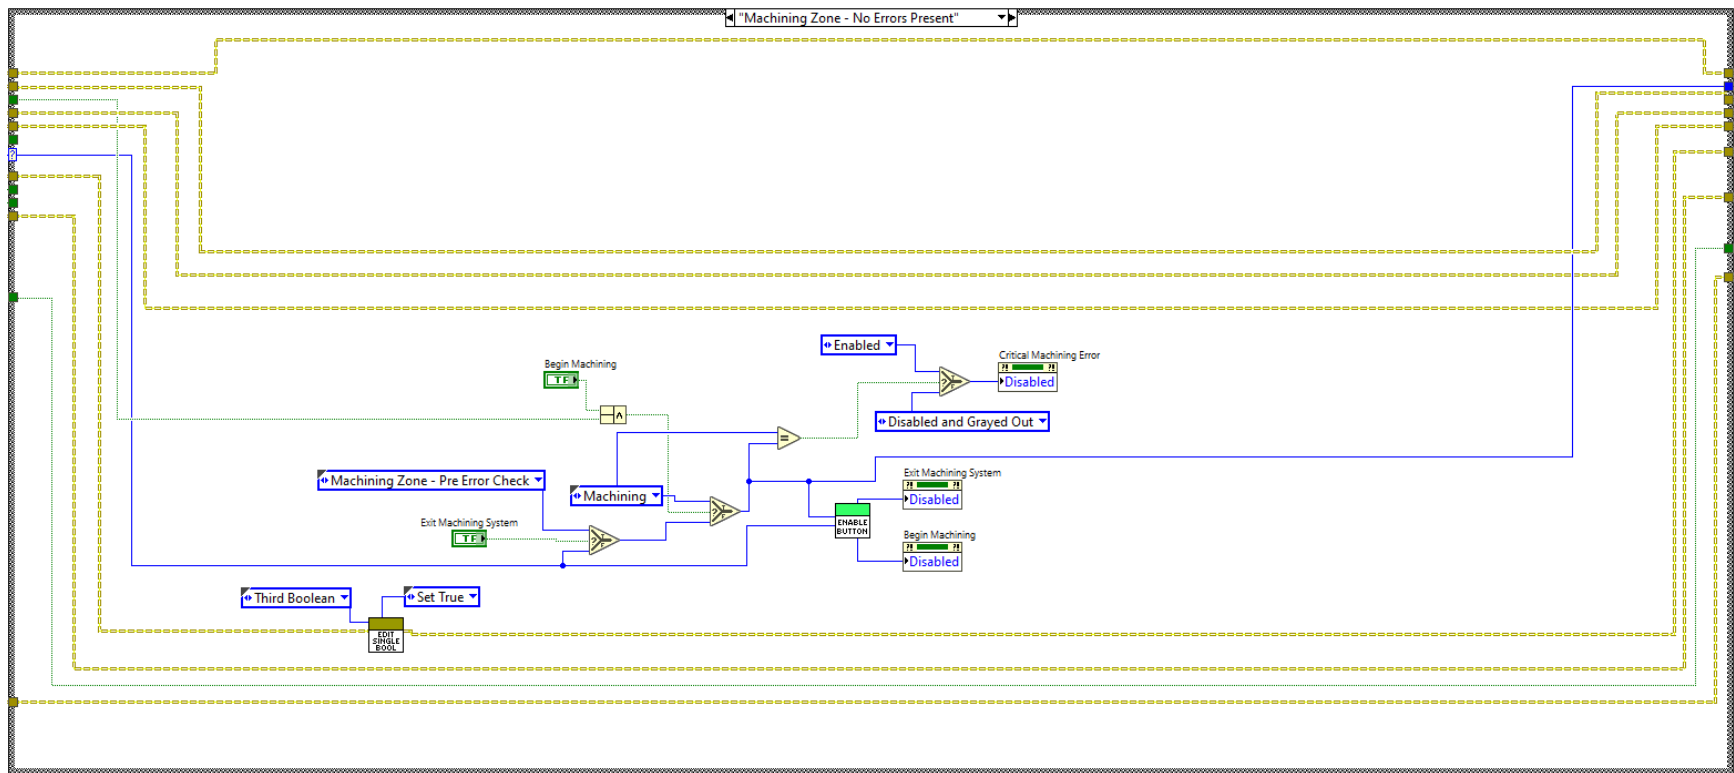 "Machining Zone - No Errors Present"
?
Enabled
Critical Machining Error
?! ?!
Disabled
Begin Machining
TF
?
T
F
Disabled and Grayed Out
∧
=
Machining Zone - Pre Error Check
Machining
Exit Machining System
?! ?!
Disabled
?
T
F
Exit Machining System
TF
?
T
F
ENABLE
BUTTON
Begin Machining
?! ?!
Disabled
Third Boolean
Set True
EDIT
SINGLE
BOOL